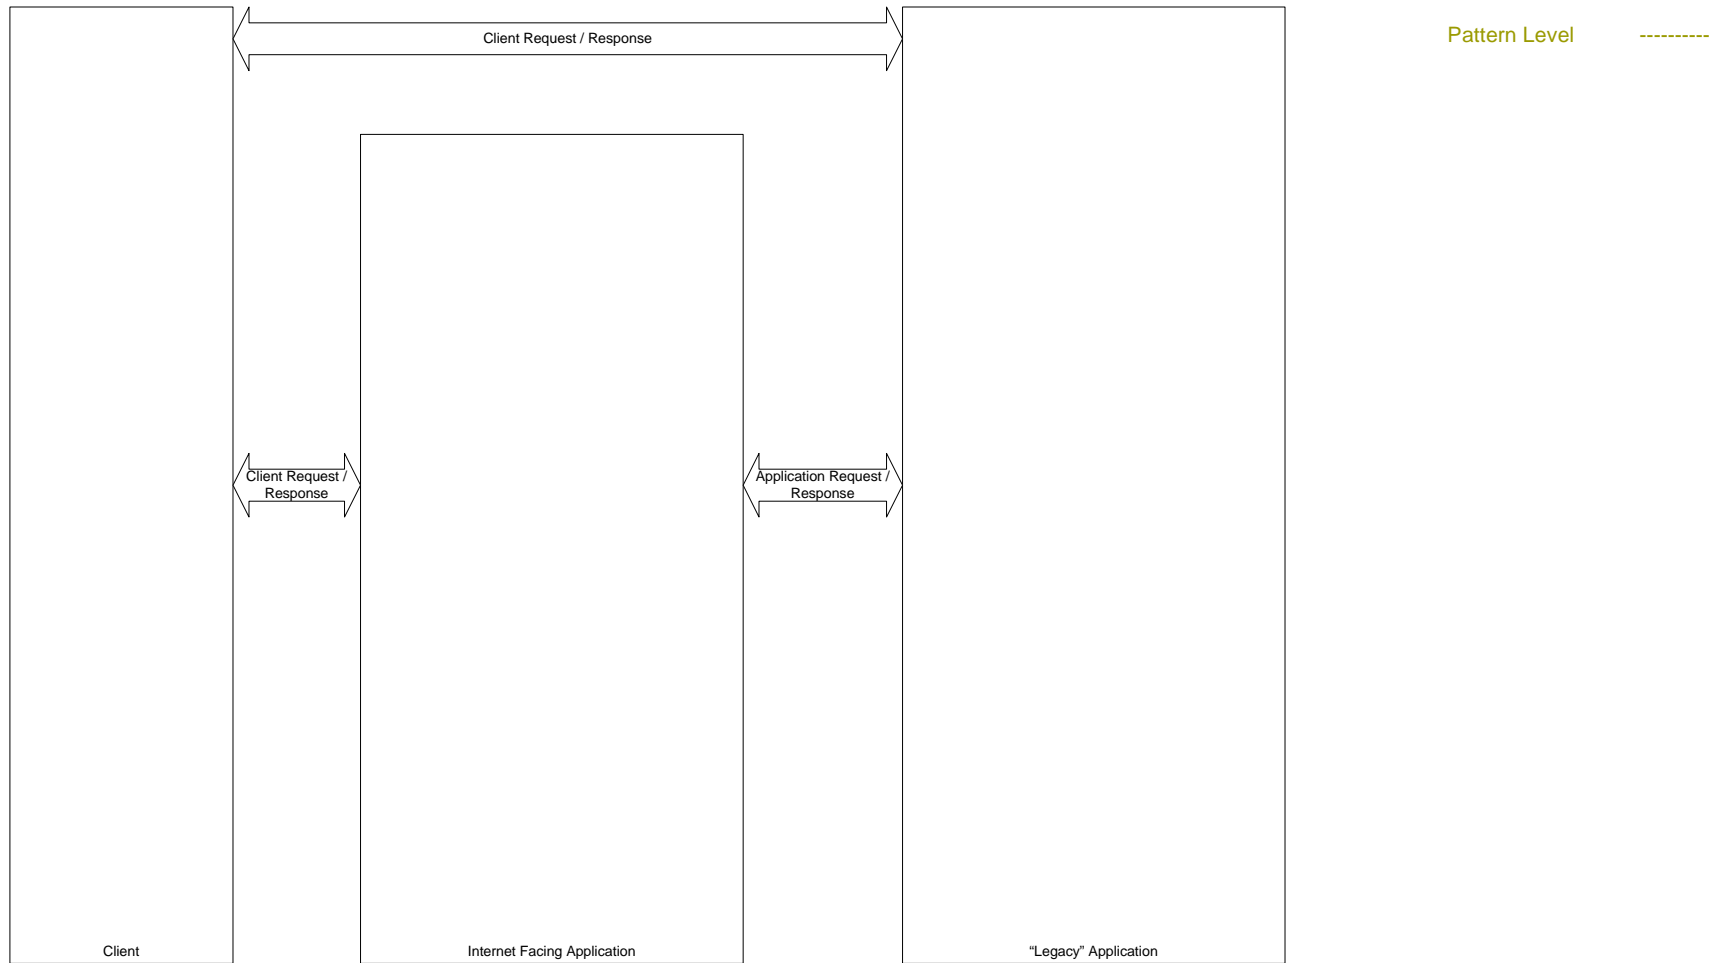 Client Request / Response
Pattern Level ----------
Client Request /
Response
Application Request /
Response
Client
Internet Facing Application
“Legacy” Application